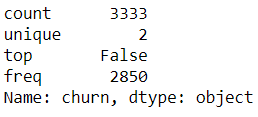 count 3333
unique 2
top False
freq 2850
Name: churn, dtype: object